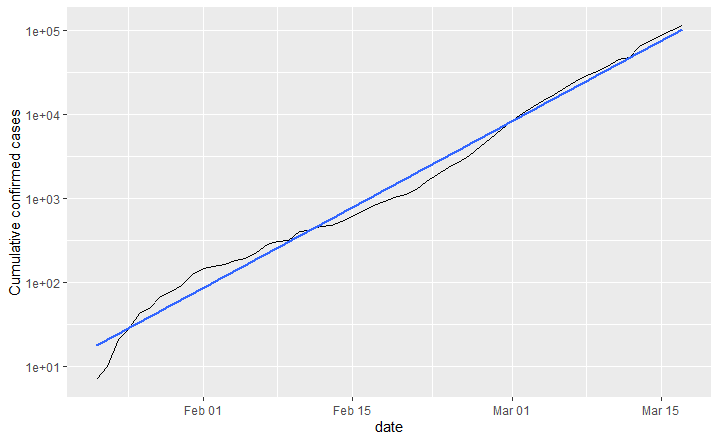 1e+05
1e+04
1e+03
1e+02
1e+01
Cumulative confirmed cases
Feb 01 Feb 15 Mar 01 Mar 15
date